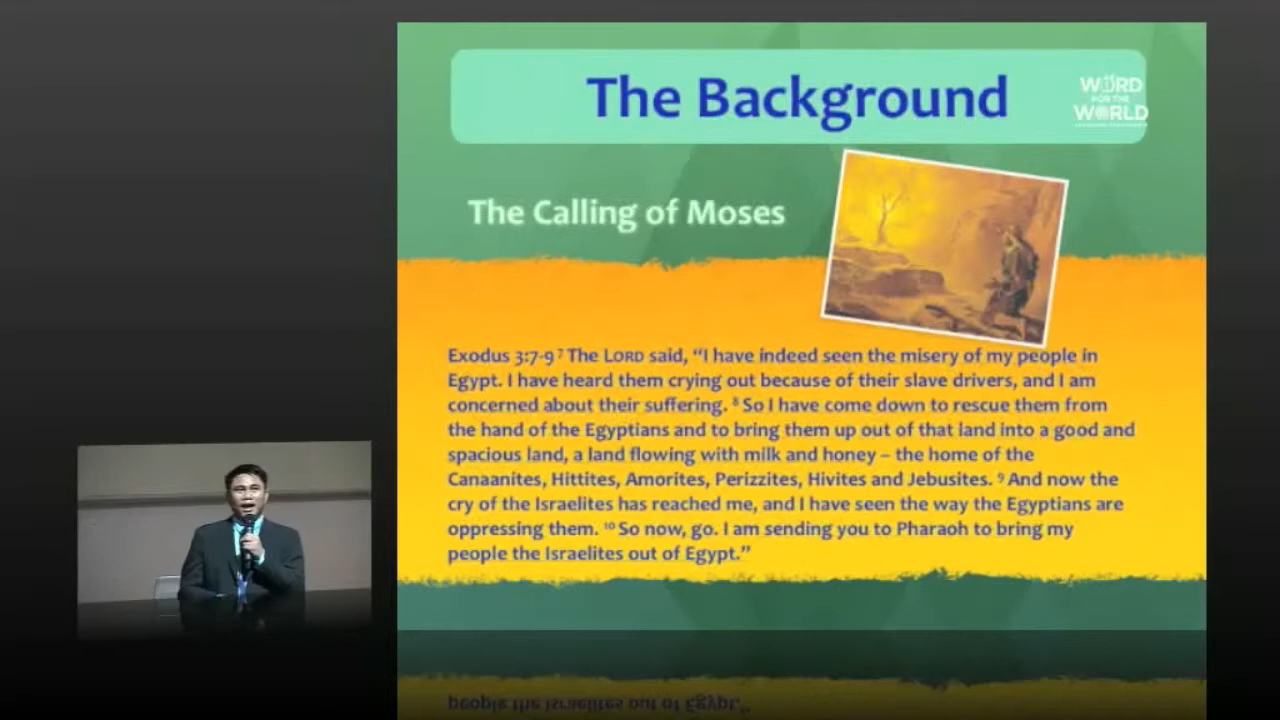 The Background
WORD
FOR THE
WORLD
The Calling of Moses
Exodus 3:7-9 ⁷ The LORD said, “I have indeed seen the misery of my people in
Egypt. I have heard them crying out because of their slave drivers, and I am
concerned about their suffering. ⁸ So I have come down to rescue them from
the hand of the Egyptians and to bring them up out of that land into a good and
spacious land, a land flowing with milk and honey – the home of the
Canaanites, Hittites, Amorites, Perizzites, Hivites and Jebusites. ⁹ And now the
cry of the Israelites has reached me, and I have seen the way the Egyptians are
oppressing them. ¹⁰ So now, go. I am sending you to Pharaoh to bring my
people the Israelites out of Egypt.”